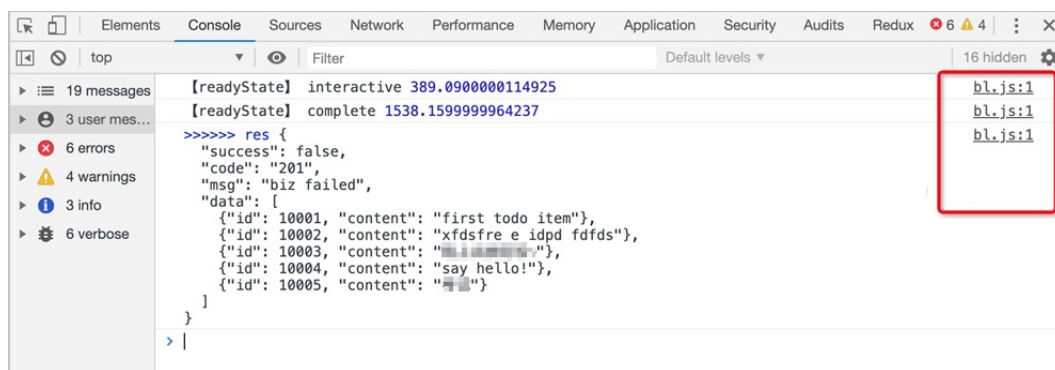 Elements Console Sources Network Performance Memory Application Security Audits Redux 6 4
top Filter Default levels ▼ 16 hidden
19 messages
3 user mes...
6 errors
4 warnings
3 info
6 verbose
【readyState】 interactive 389.0900000114925 bl.js:1
【readyState】 complete 1538.1599999964237 bl.js:1
>>>>>> res { bl.js:1
"success": false,
"code": "201",
"msg": "biz failed",
"data": [
{"id": 10001, "content": "first todo item"},
{"id": 10002, "content": "xfdsfre e idpd fdfds"},
{"id": 10003, "content": " "},
{"id": 10004, "content": "say hello!"},
{"id": 10005, "content": " "}
]
}
>